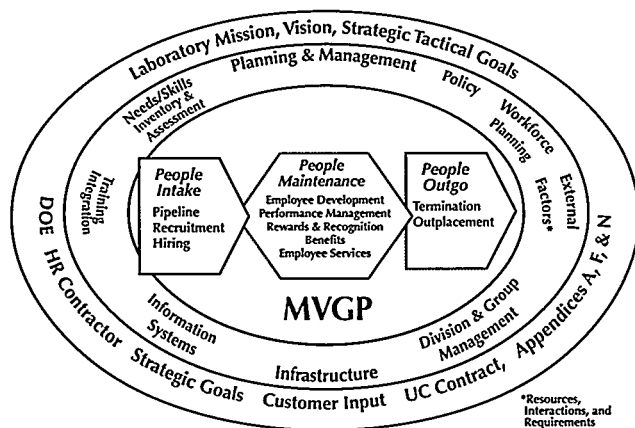 Laboratory Mission, Vision, Strategic Tactical Goals
Planning & Management
Policy
Workforce
Planning
External
Factors*
Needs/Skills
Inventory &
Assessment
Training
Integration
People
Intake
Pipeline
Recruitment
Hiring
People
Maintenance
Employee Development
Performance Management
Rewards & Recognition
Benefits
Employee Services
People
Outgo
Termination
Outplacement
MVGP
Information
Systems
Infrastructure
Division & Group
Management
DOE HR Contractor Strategic Goals Customer Input UC Contract, Appendices A, F, & N
*Resources,
Interactions, and
Requirements